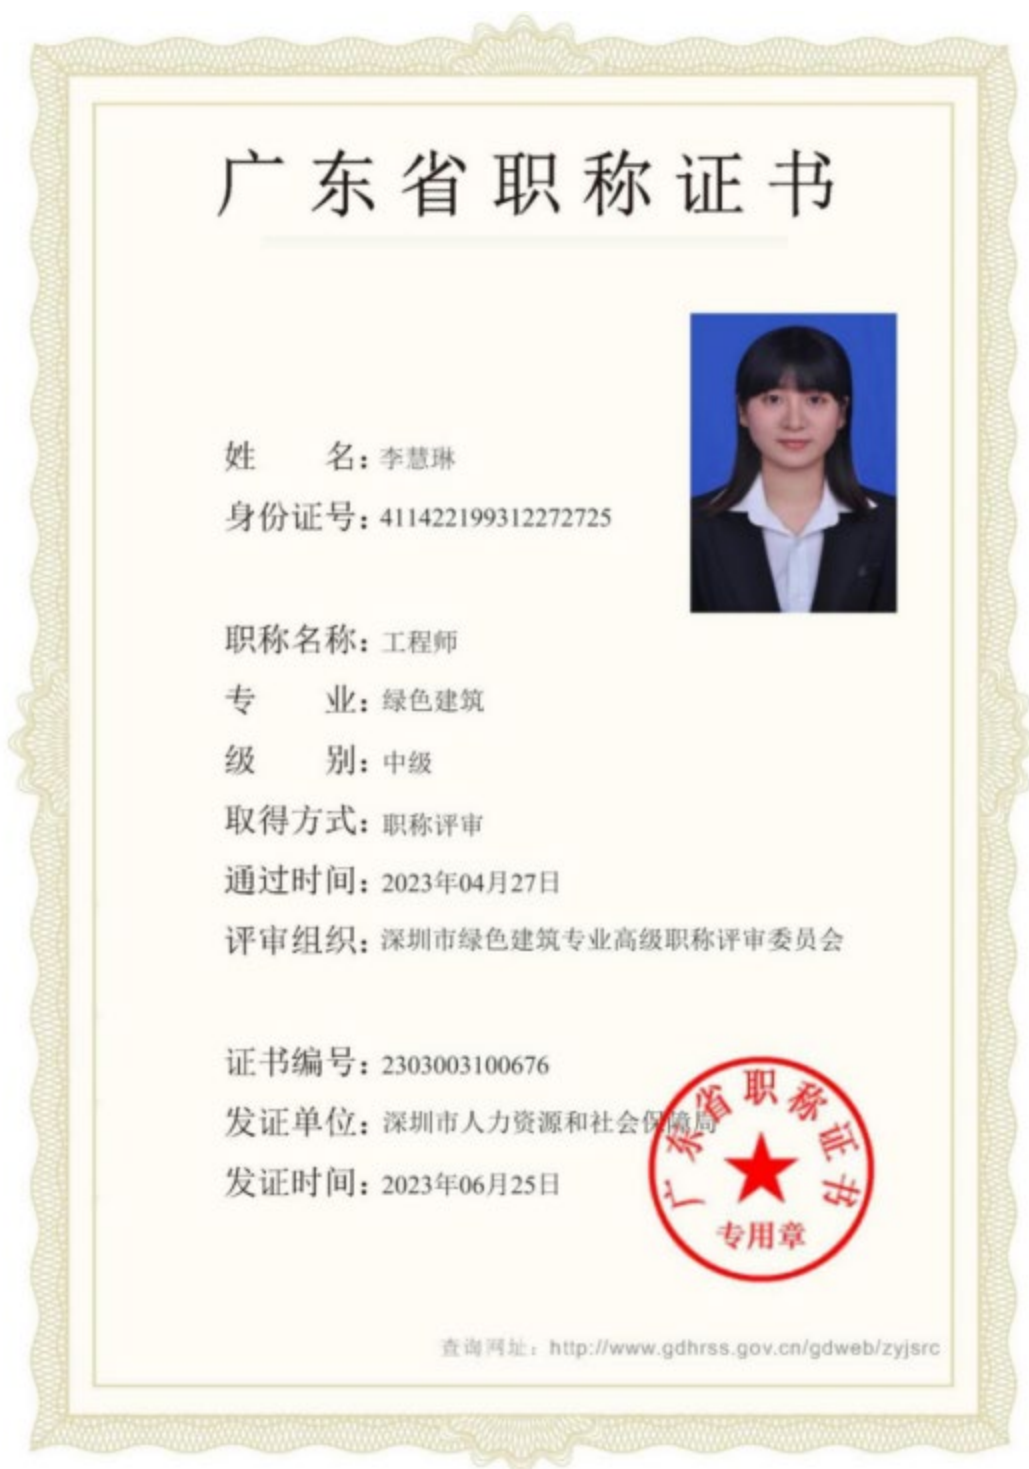 广东省职称证书
姓名：李慧琳
身份证号：411422199312272725
职称名称：工程师
专业：绿色建筑
级别：中级
取得方式：职称评审
通过时间：2023年04月27日
评审组织：深圳市绿色建筑专业高级职称评审委员会
证书编号：2303003100676
发证单位：深圳市人力资源和社会保障局
发证时间：2023年06月25日
广东省职称证书
专用章
查询网址：http://www.gdhrss.gov.cn/gdweb/zyjsrc